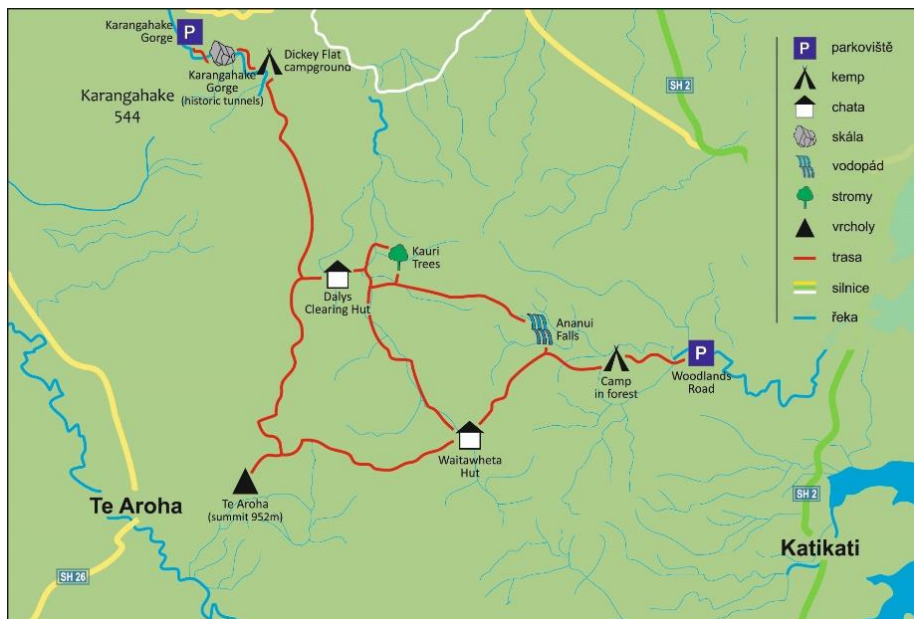 Karangahake
Gorge
P
Karangahake
Gorge
(historic tunnels)
Dickey Flat
campground
Karangahake
544
SH 2
P
parkoviště
kemp
chata
skála
vodopád
stromy
vrcholy
trasa
silnice
řeka
Kauri
Trees
Dalys
Clearing Hut
Ananui
Falls
Camp
in forest
P
Woodlands
Road
Waitawheta
Hut
Te Aroha
(summit 952m)
Te Aroha
SH 26
SH 2
Katikati